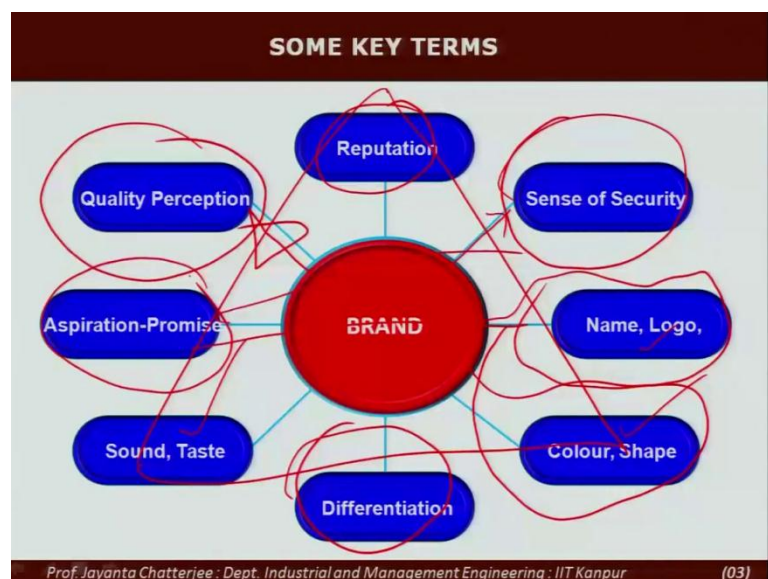 SOME KEY TERMS
Reputation
Quality Perception
Sense of Security
Aspiration-Promise
BRAND
Name, Logo,
Sound, Taste
Colour, Shape
Differentiation
Prof. Jayanta Chatterjee : Dept. Industrial and Management Engineering : IIT Kanpur (03)